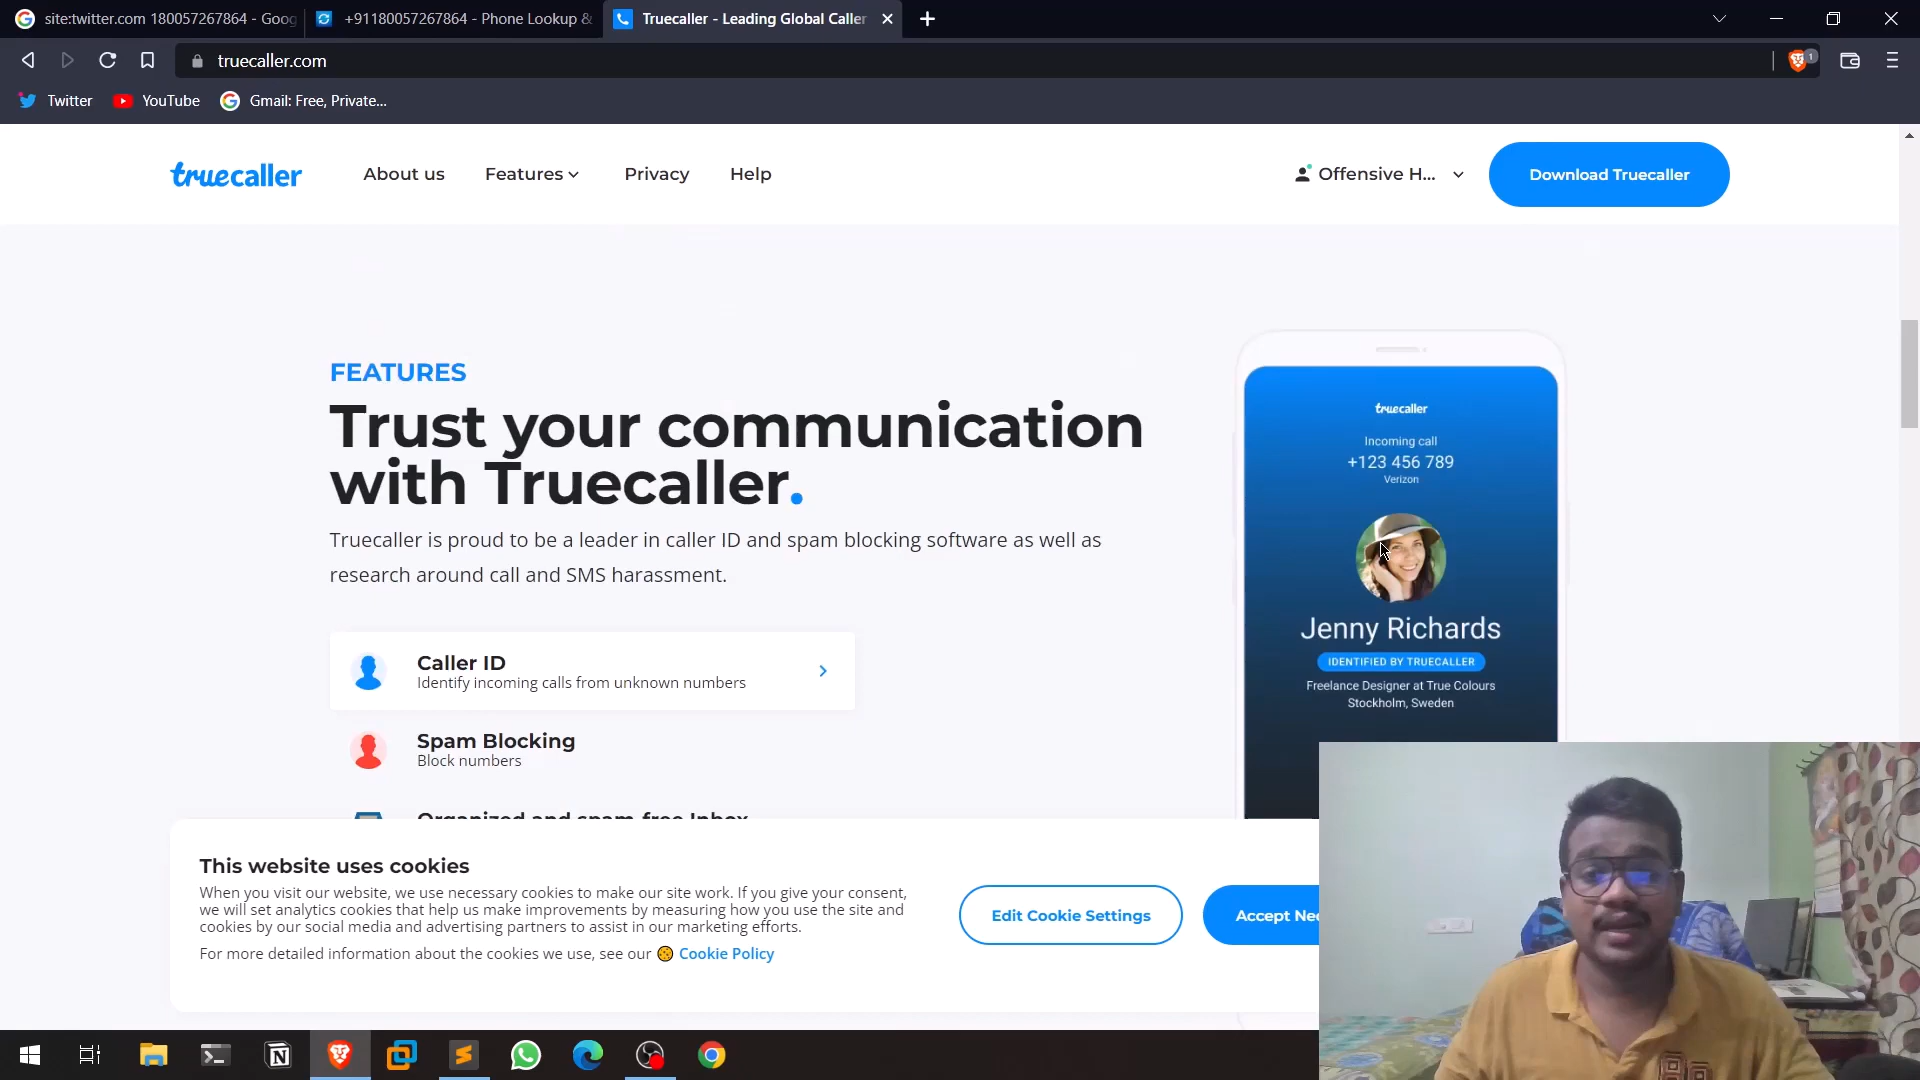 site:twitter.com 180057267864 - Goog
+91180057267864 - Phone Lookup &
Truecaller - Leading Global Caller
truecaller.com
1
Twitter
YouTube
Gmail: Free, Private...
truecaller
About us
Features
Privacy
Help
Offensive H...
Download Truecaller
FEATURES
Trust your communication
with Truecaller.
Truecaller is proud to be a leader in caller ID and spam blocking software as well as
research around call and SMS harassment.
Caller ID
Identify incoming calls from unknown numbers
Spam Blocking
Block numbers
Organized and spam-free Inbox
truecaller
Incoming call
+123 456 789
Verizon
Jenny Richards
IDENTIFIED BY TRUECALLER
Freelance Designer at True Colours
Stockholm, Sweden
This website uses cookies
When you visit our website, we use necessary cookies to make our site work. If you give your consent,
we will set analytics cookies that help us make improvements by measuring how you use the site and
cookies by our social media and advertising partners to assist in our marketing efforts.
For more detailed information about the cookies we use, see our Cookie Policy
Edit Cookie Settings
Accept Nec